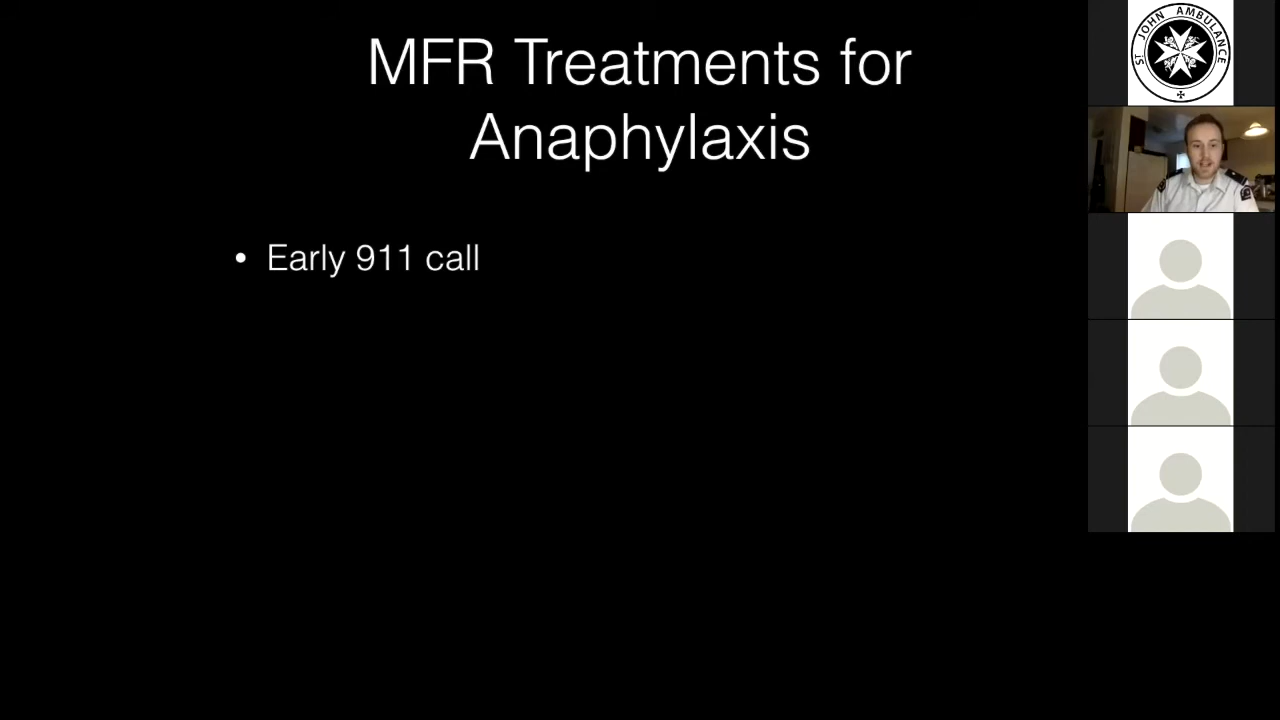 MFR Treatments for
Anaphylaxis
• Early 911 call
ST JOHN AMBULANCE